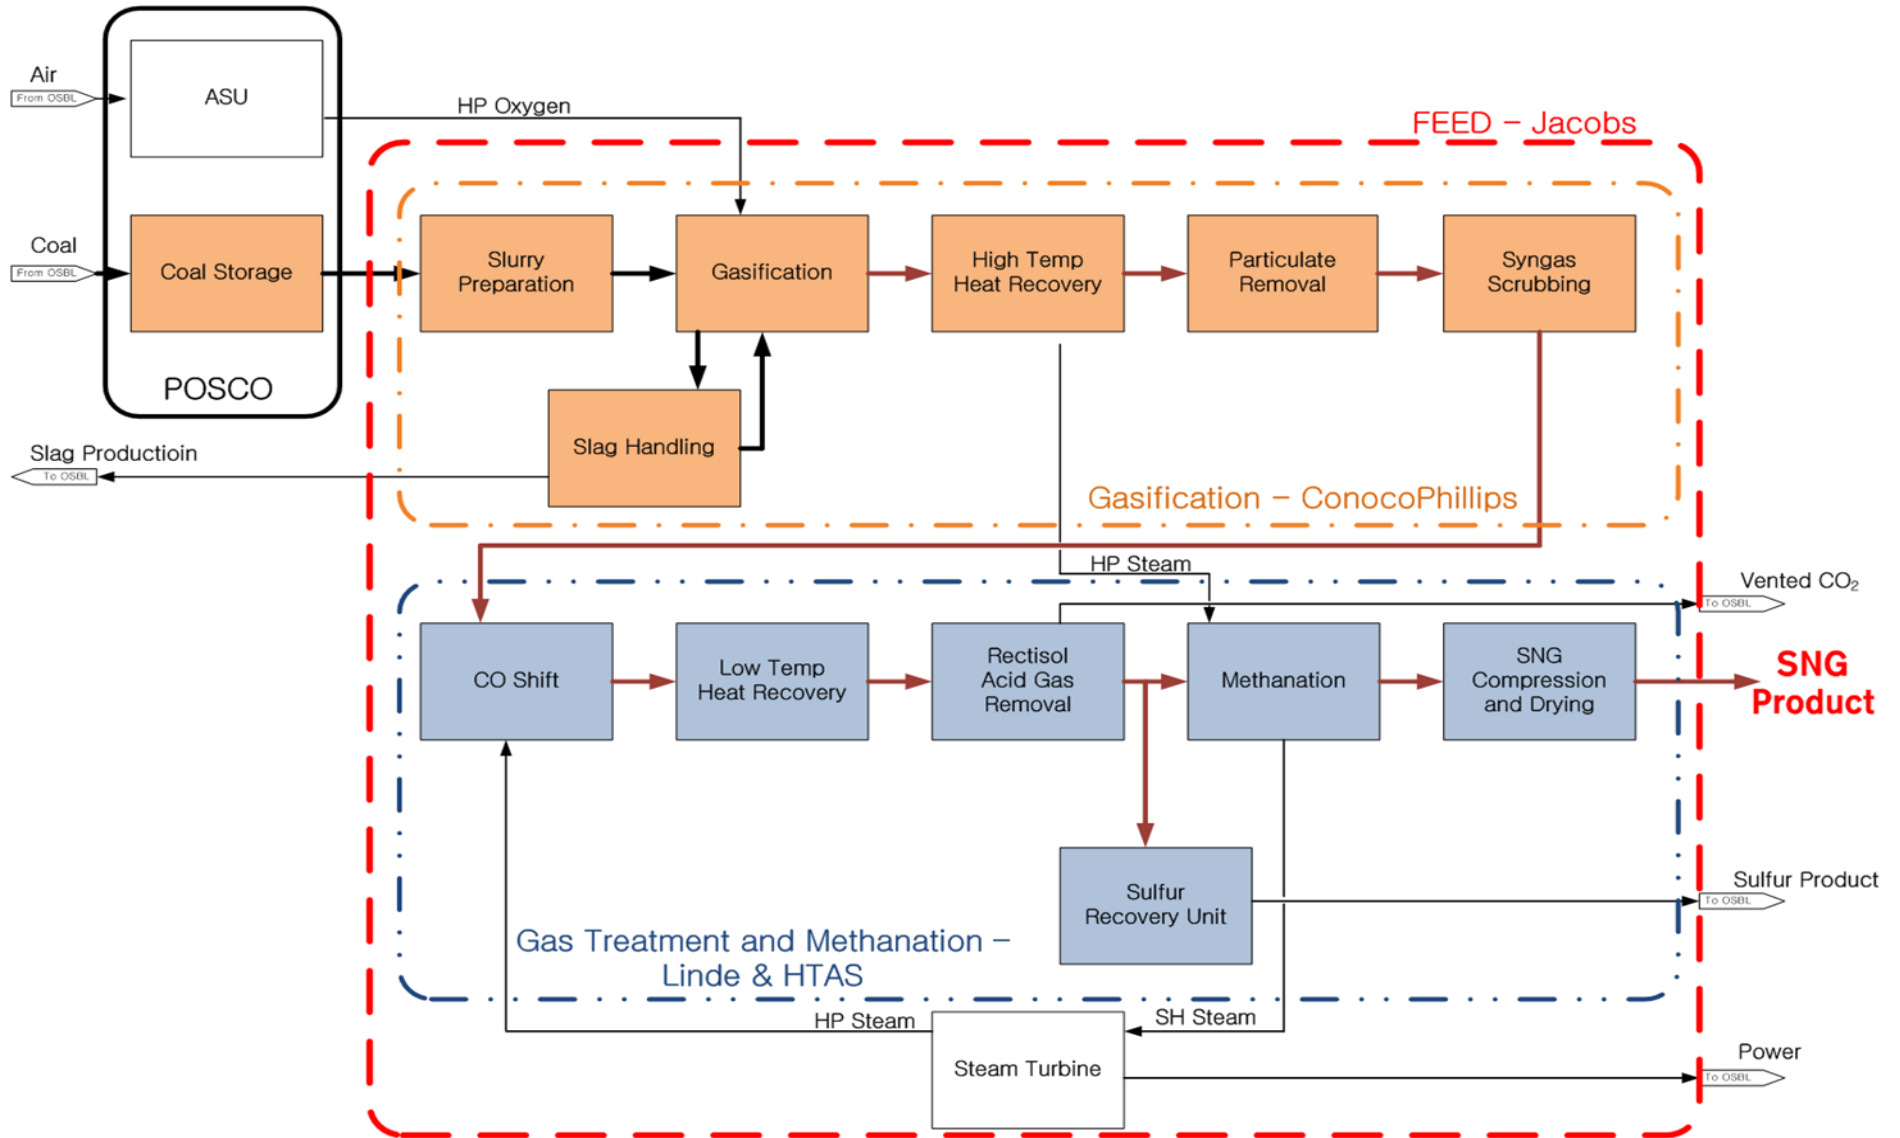 Air
From OSBL
ASU
HP Oxygen
FEED – Jacobs
Coal
From OSBL
Coal Storage
Slurry
Preparation
Gasification
High Temp
Heat Recovery
Particulate
Removal
Syngas
Scrubbing
POSCO
Slag Productioin
To OSBL
Slag Handling
Gasification – ConocoPhillips
HP Steam
Vented CO₂
To OSBL
CO Shift
Low Temp
Heat Recovery
Rectisol
Acid Gas
Removal
Methanation
SNG
Compression
and Drying
SNG
Product
Sulfur
Recovery Unit
Sulfur Product
To OSBL
Gas Treatment and Methanation –
Linde & HTAS
HP Steam
SH Steam
Steam Turbine
Power
To OSBL